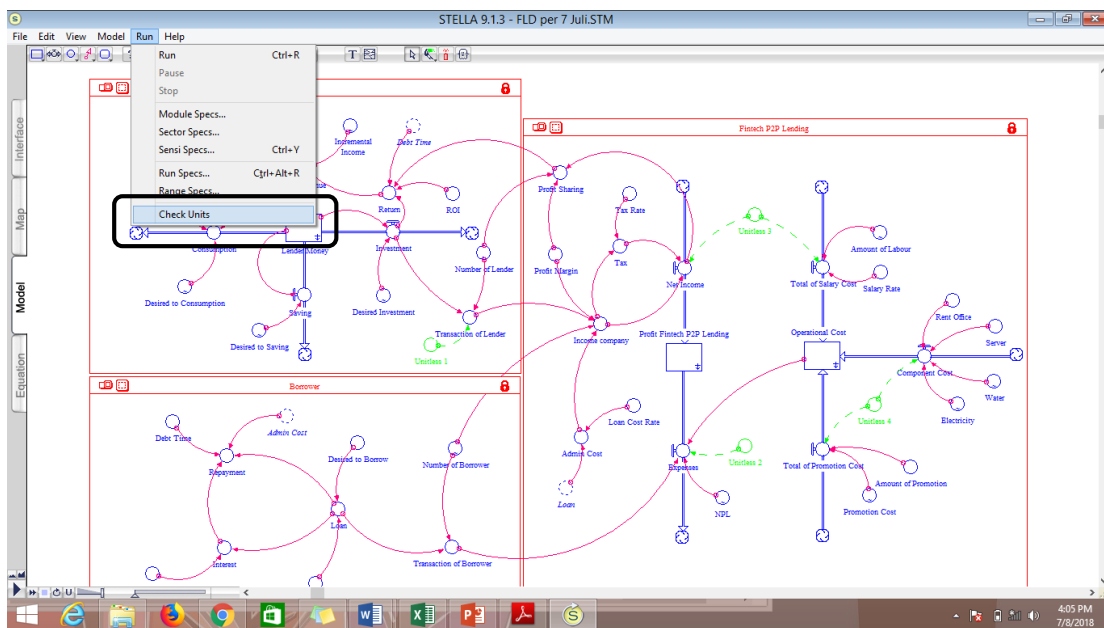 STELLA 9.1.3 - FLD per 7 Juli.STM
File Edit View Model Run Help
Run Ctrl+R
Pause
Stop
Module Specs...
Sector Specs...
Sensi Specs... Ctrl+Y
Run Specs... Ctrl+Alt+R
Range Specs...
Check Units
Interface
Map
Model
Equation
Incremental
Income
Debt Time
Return
ROI
Consumption
Lender Money
Investment
Number of Lender
Desired to Consumption
Saving
Desired Investment
Transaction of Lender
Desired to Saving
Unitless 1
Fintech P2P Lending
Profit Sharing
Tax Rate
Unitless 3
Amount of Labour
Profit Margin
Tax
Net Income
Total of Salary Cost
Salary Rate
Rent Office
Income company
Profit Fintech P2P Lending
Operational Cost
Server
Component Cost
Water
Loan Cost Rate
Unitless 4
Electricity
Admin Cost
Expenses
Unitless 2
Total of Promotion Cost
Amount of Promotion
Loan
NPL
Promotion Cost
Borrower
Debt Time
Admin Cost
Repayment
Desired to Borrow
Number of Borrower
Loan
Interest
Transaction of Borrower
U
4:05 PM
7/8/2018